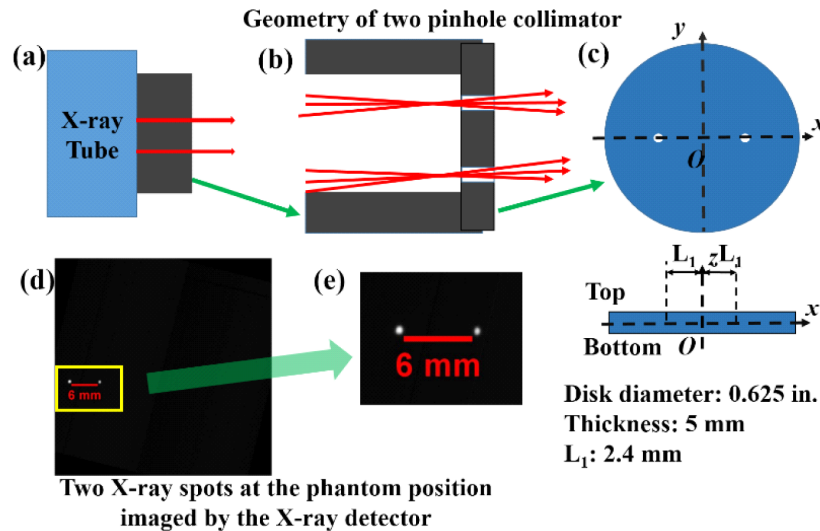 Geometry of two pinhole collimator
(a)
X-ray
Tube
(b)
(c)
y
x
O
(d)
6 mm
(e)
6 mm
L1
z
L1
Top
x
Bottom
O
Disk diameter: 0.625 in.
Thickness: 5 mm
L1: 2.4 mm
Two X-ray spots at the phantom position
imaged by the X-ray detector